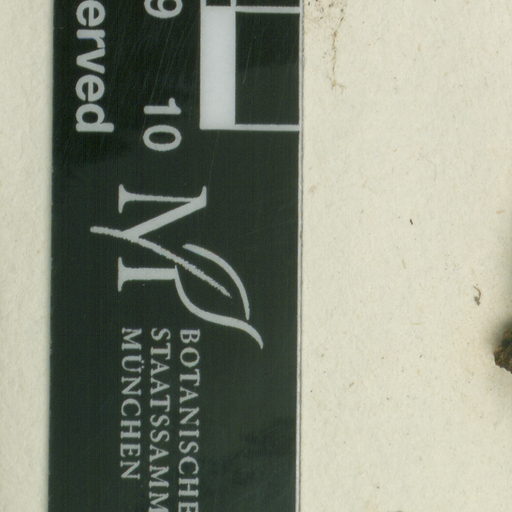 erved
9 10
M
BOTANISCHE
STAATSSAMM
MÜNCHEN